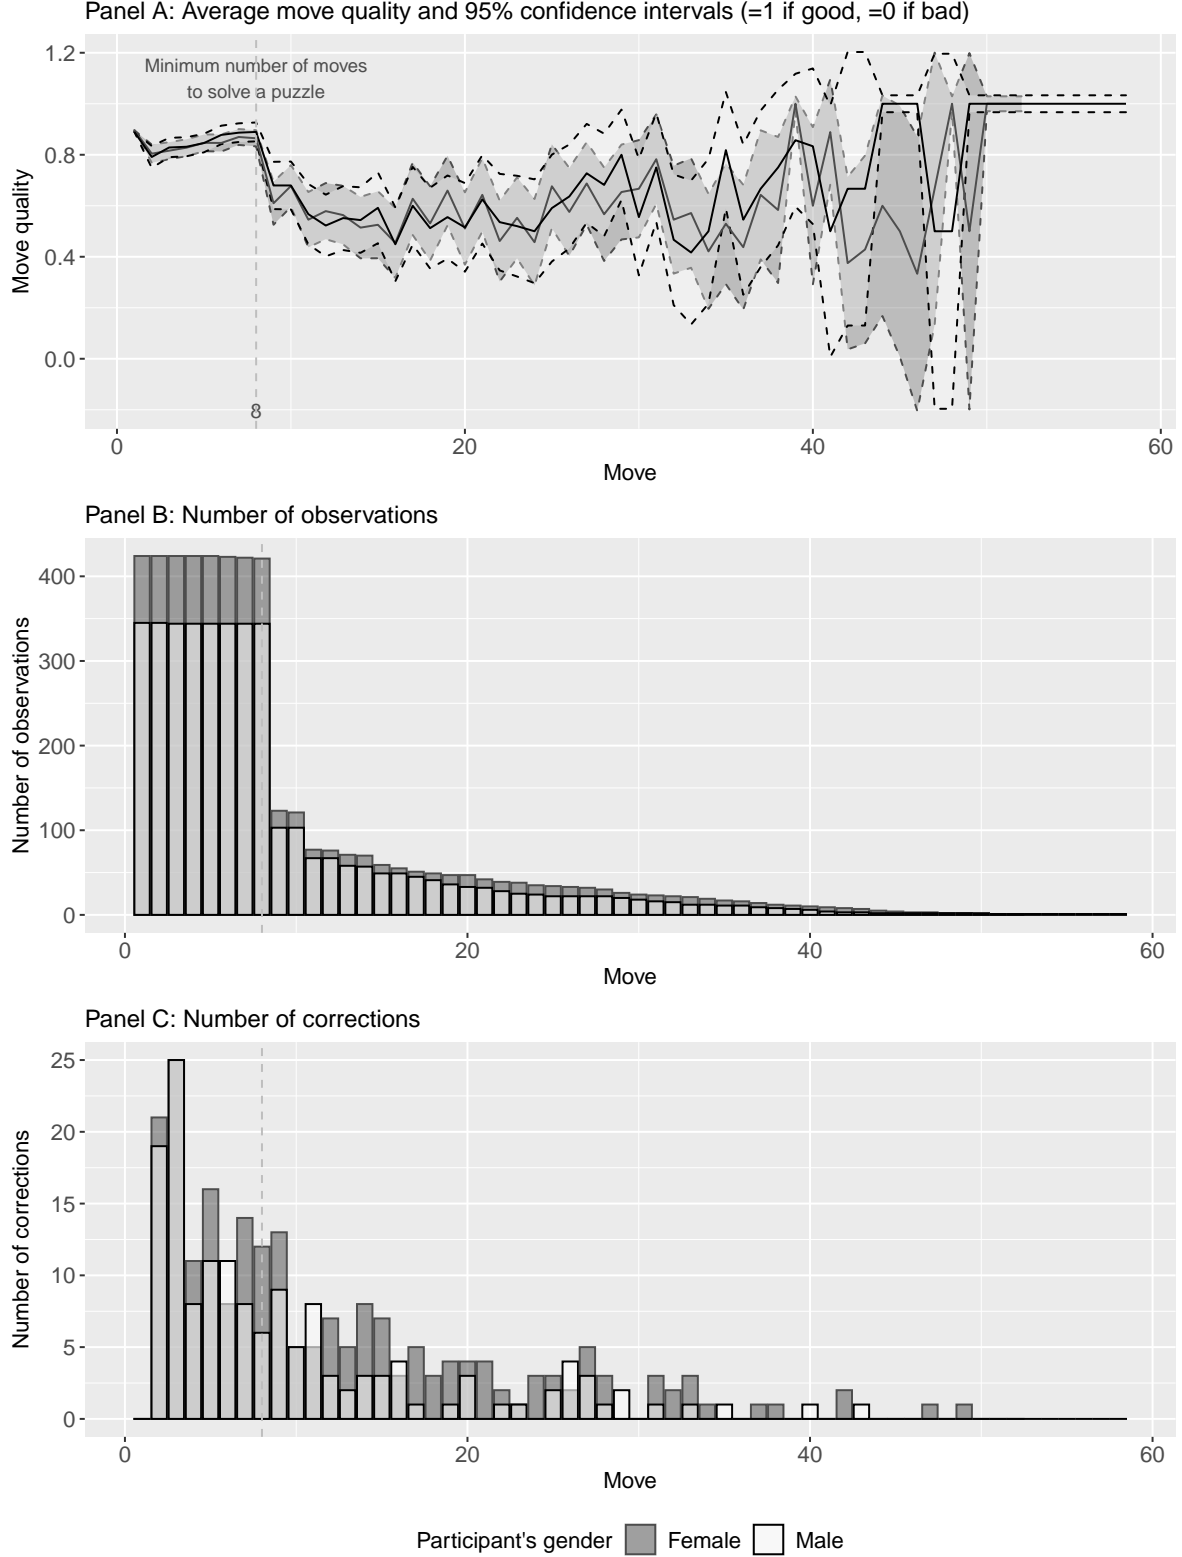 Panel A: Average move quality and 95% confidence intervals (=1 if good, =0 if bad)
Minimum number of moves
to solve a puzzle
8
1.2
0.8
0.4
0.0
Move quality
0 20 40 60
Move
Panel B: Number of observations
400
300
200
100
0
Number of observations
0 20 40 60
Move
Panel C: Number of corrections
25
20
15
10
5
0
Number of corrections
0 20 40 60
Move
Participant's gender Female Male